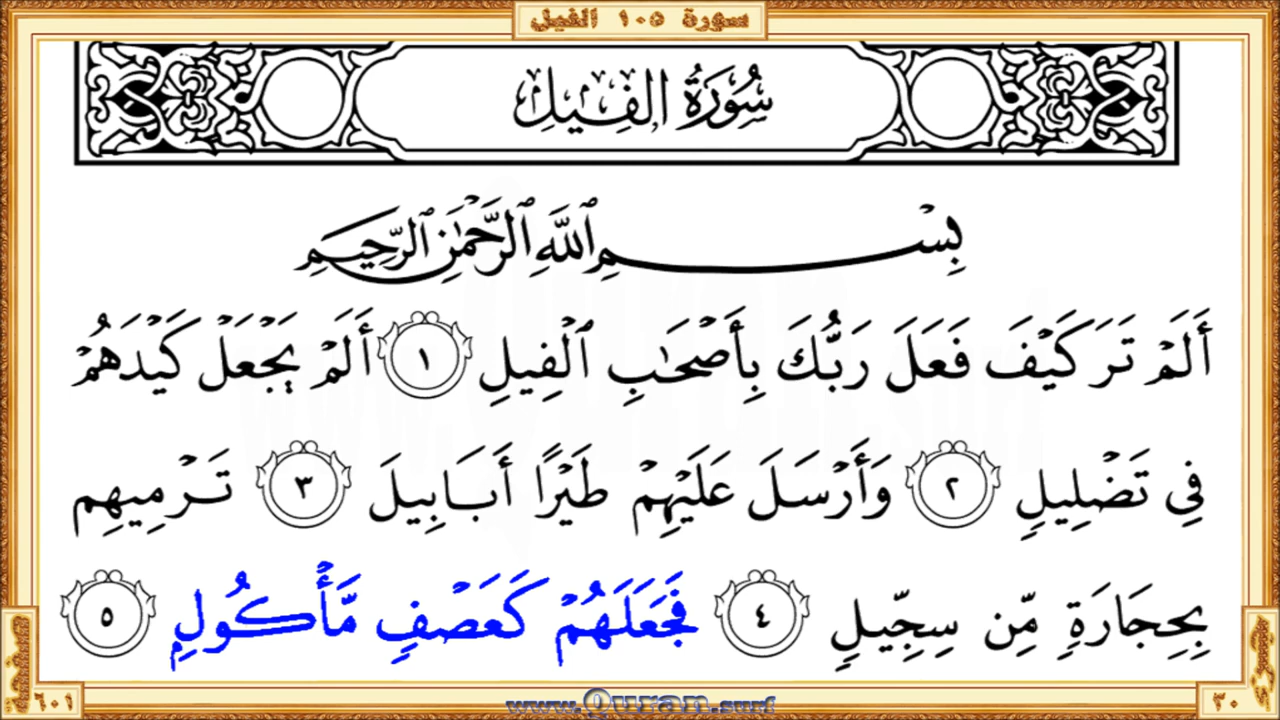 سورة ١٠٥ الفيل
سُورَةُ الفِيلِ
بِسْمِ ٱللَّهِ ٱلرَّحْمَٰنِ ٱلرَّحِيمِ
أَلَمْ تَرَ كَيْفَ فَعَلَ رَبُّكَ بِأَصْحَٰبِ ٱلْفِيلِ ١ أَلَمْ يَجْعَلْ كَيْدَهُمْ
فِى تَضْلِيلٍ ٢ وَأَرْسَلَ عَلَيْهِمْ طَيْرًا أَبَابِيلَ ٣ تَرْمِيهِم
بِحِجَارَةٍ مِّن سِجِّيلٍ ٤ فَجَعَلَهُمْ كَعَصْفٍ مَّأْكُولٍ ٥
٣٠
٦٠١
www.Quran.surf